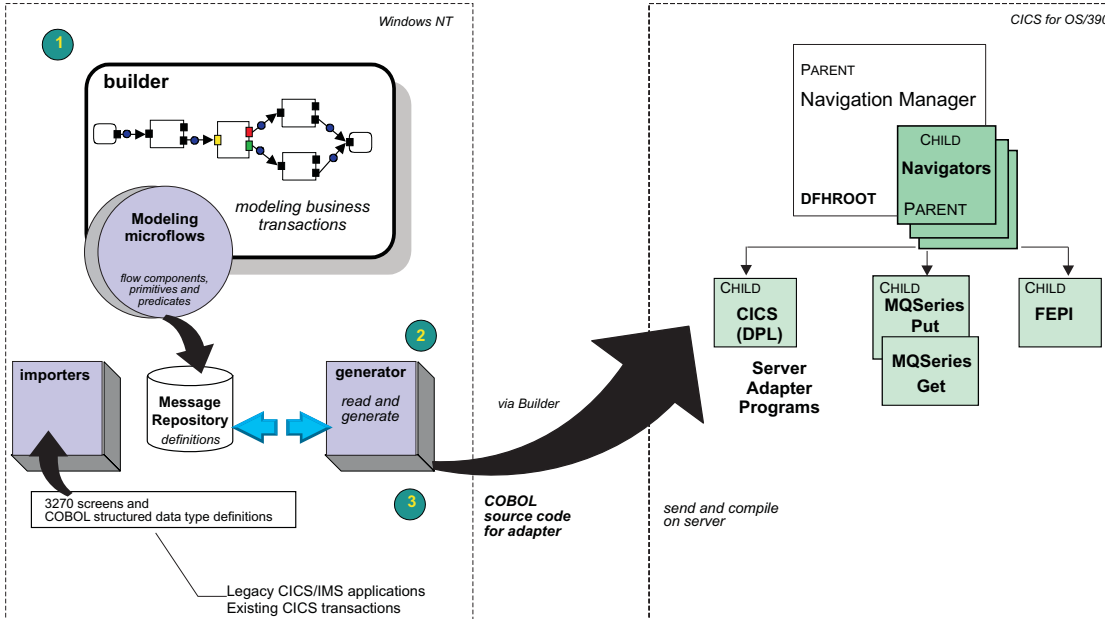 Windows NT
1
builder
modeling business
transactions
Modeling
microflows
flow components,
primitives and
predicates
2
importers
Message
Repository
definitions
generator
read and
generate
3
3270 screens and
COBOL structured data type definitions
Legacy CICS/IMS applications
Existing CICS transactions
via Builder
COBOL
source code
for adapter
CICS for OS/390
PARENT
Navigation Manager
DFHROOT
CHILD
Navigators
PARENT
CHILD
CICS
(DPL)
CHILD
MQSeries
Put
MQSeries
Get
CHILD
FEPI
Server
Adapter
Programs
send and compile
on server